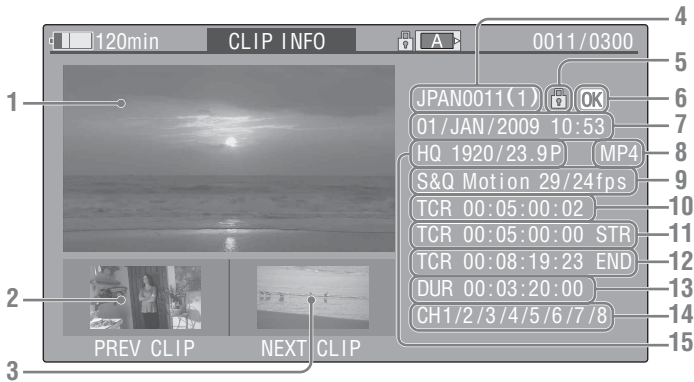 4
120min CLIP INFO A 0011/0300
5
1 JPAN0011(1) OK 6
01/JAN/2009 10:53 7
HQ 1920/23.9P MP4 8
S&Q Motion 29/24fps 9
TCR 00:05:00:02 10
TCR 00:05:00:00 STR 11
TCR 00:08:19:23 END 12
2 DUR 00:03:20:00 13
CH1/2/3/4/5/6/7/8 14
PREV CLIP NEXT CLIP 15
3